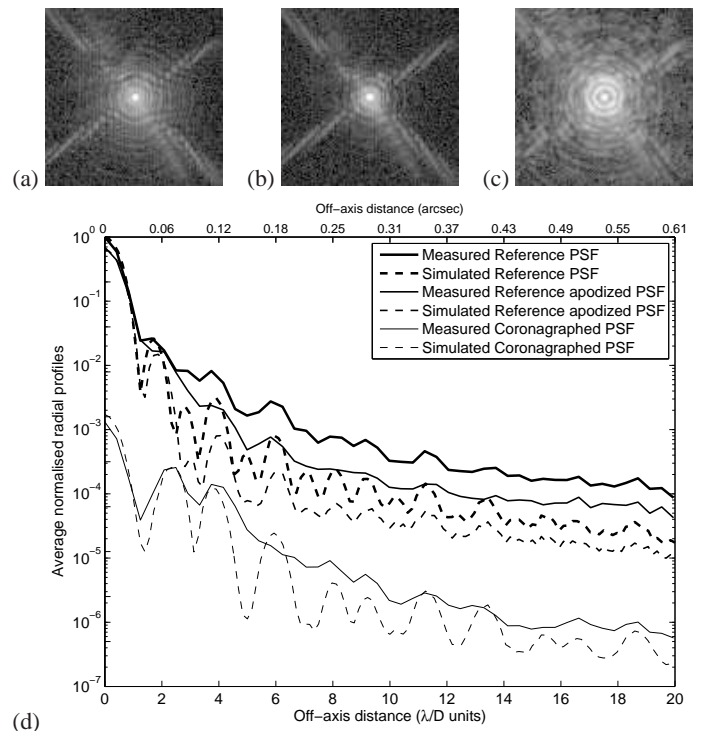 (a) (b) (c)
Off−axis distance (arcsec)
0 0.06 0.12 0.18 0.25 0.31 0.37 0.43 0.49 0.55 0.61
10^0
10^−1
10^−2
10^−3
10^−4
10^−5
10^−6
10^−7
Average normalised radial profiles
Measured Reference PSF
Simulated Reference PSF
Measured Reference apodized PSF
Simulated Reference apodized PSF
Measured Coronagraphed PSF
Simulated Coronagraphed PSF
0 2 4 6 8 10 12 14 16 18 20
Off−axis distance (λ/D units)
(d)